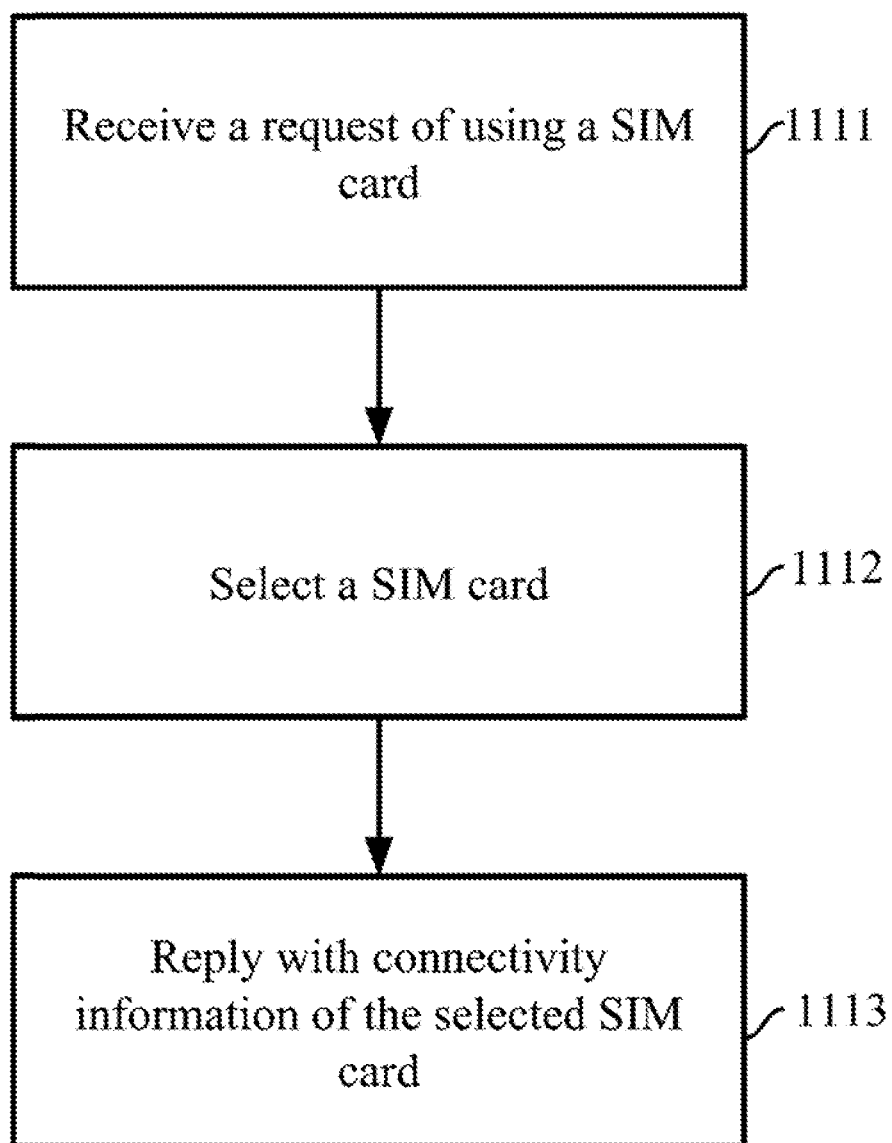 Receive a request of using a SIM
card
1111
Select a SIM card
1112
Reply with connectivity
information of the selected SIM
card
1113